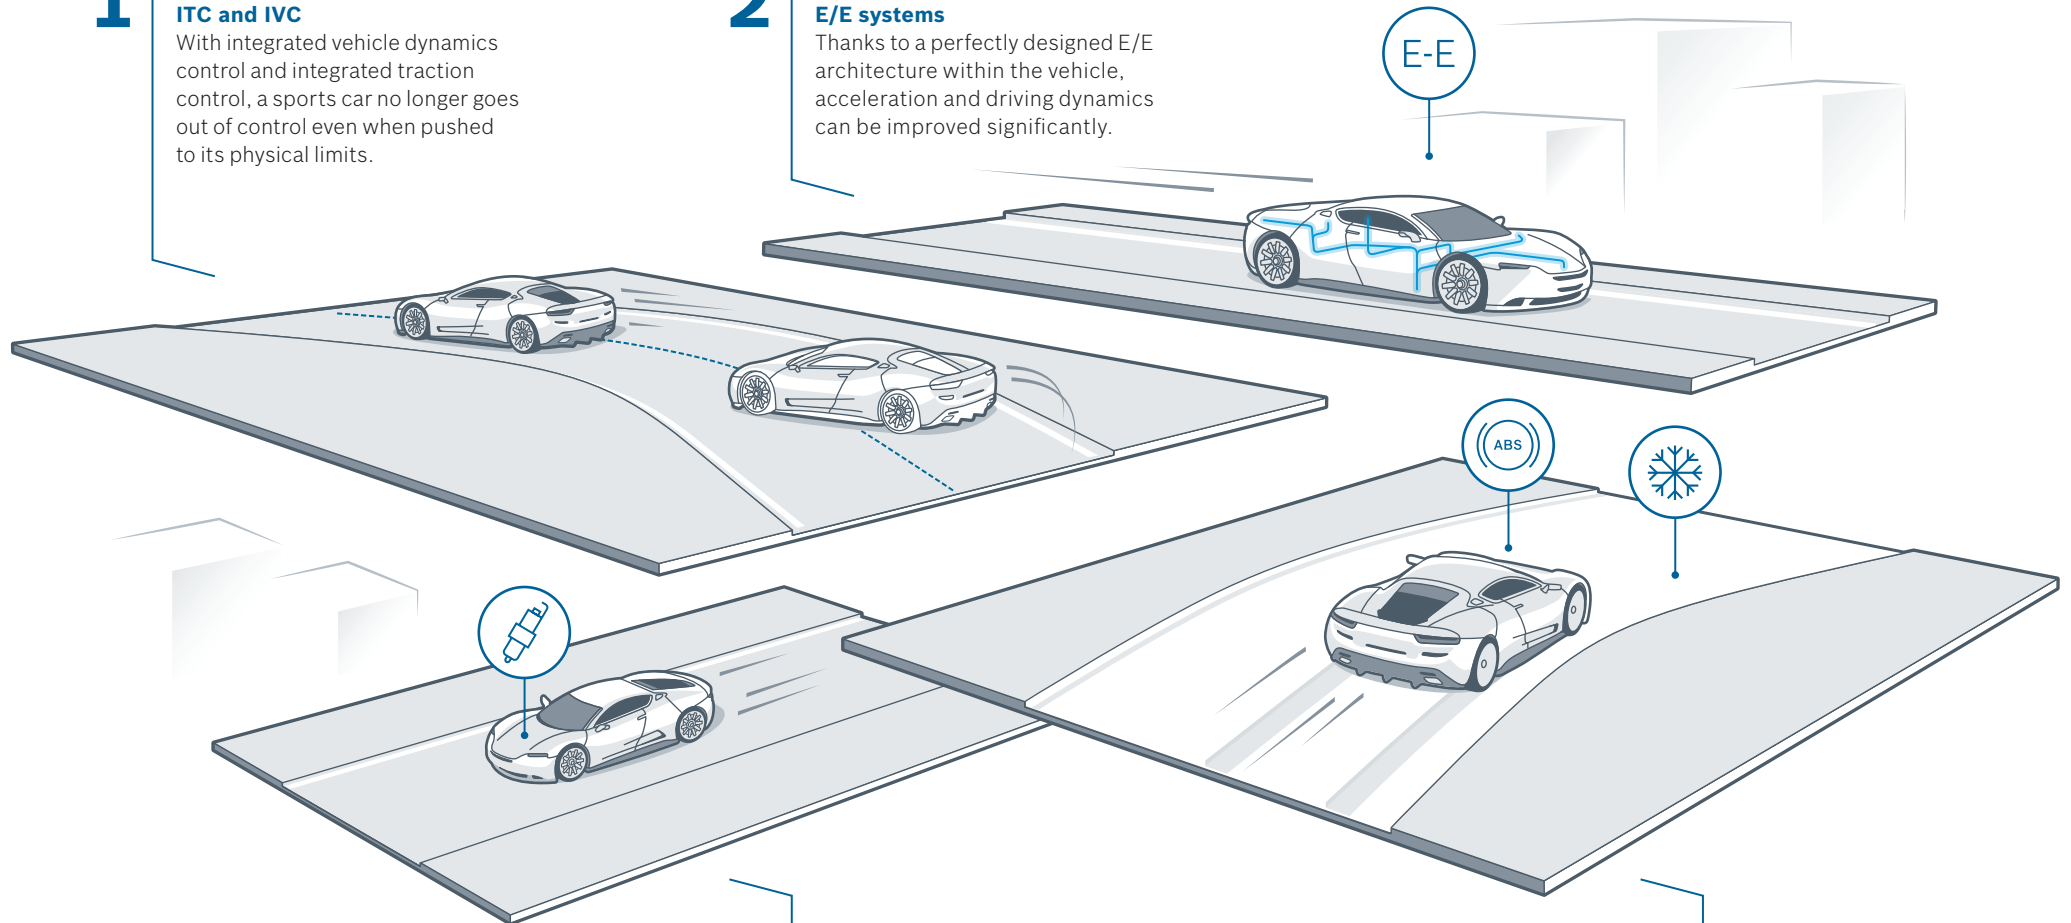 1
ITC and IVC
With integrated vehicle dynamics
control and integrated traction
control, a sports car no longer goes
out of control even when pushed
to its physical limits.
2
E/E systems
Thanks to a perfectly designed E/E
architecture within the vehicle,
acceleration and driving dynamics
can be improved significantly.
E-E
ABS